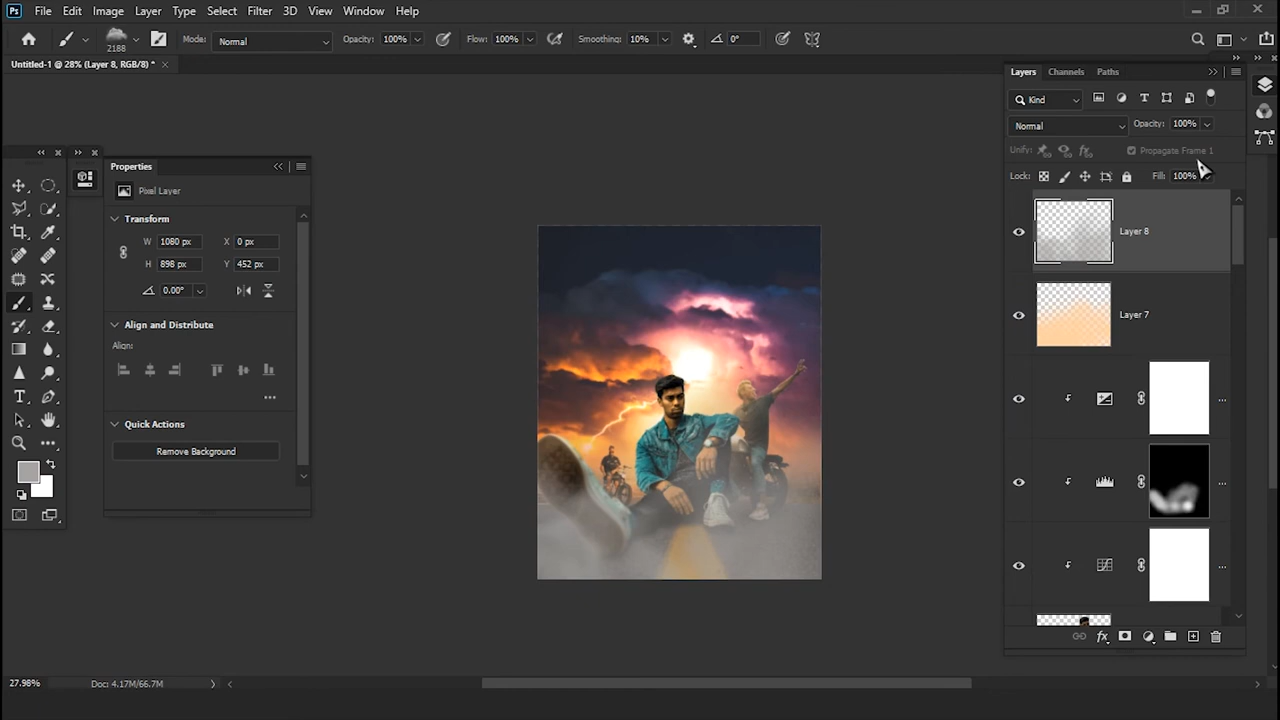 Ps File Edit Image Layer Type Select Filter 3D View Window Help
2188 Mode: Normal Opacity: 100% Flow: 100% Smoothing: 10% 0°
Untitled-1 @ 28% (Layer 8, RGB/8) * ×
Layers Channels Paths
Kind
Normal Opacity: 100%
Unify: Propagate Frame 1
Lock: Fill: 100%
Layer 8
Layer 7
Properties
Pixel Layer
Transform
W 1080 px X 0 px
H 898 px Y 452 px
0.00°
Align and Distribute
Align:
Quick Actions
Remove Background
27.98% Doc: 4.17M/66.7M